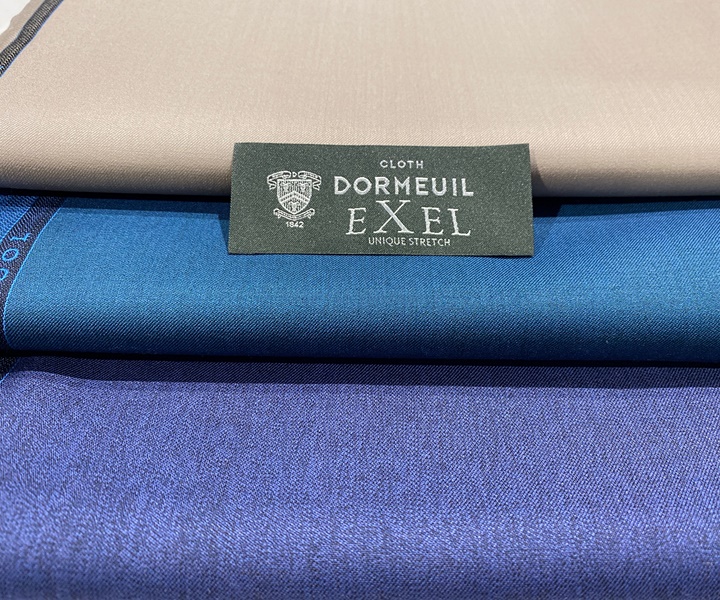 CLOTH
DORMEUIL
EXEL
UNIQUE STRETCH
1842